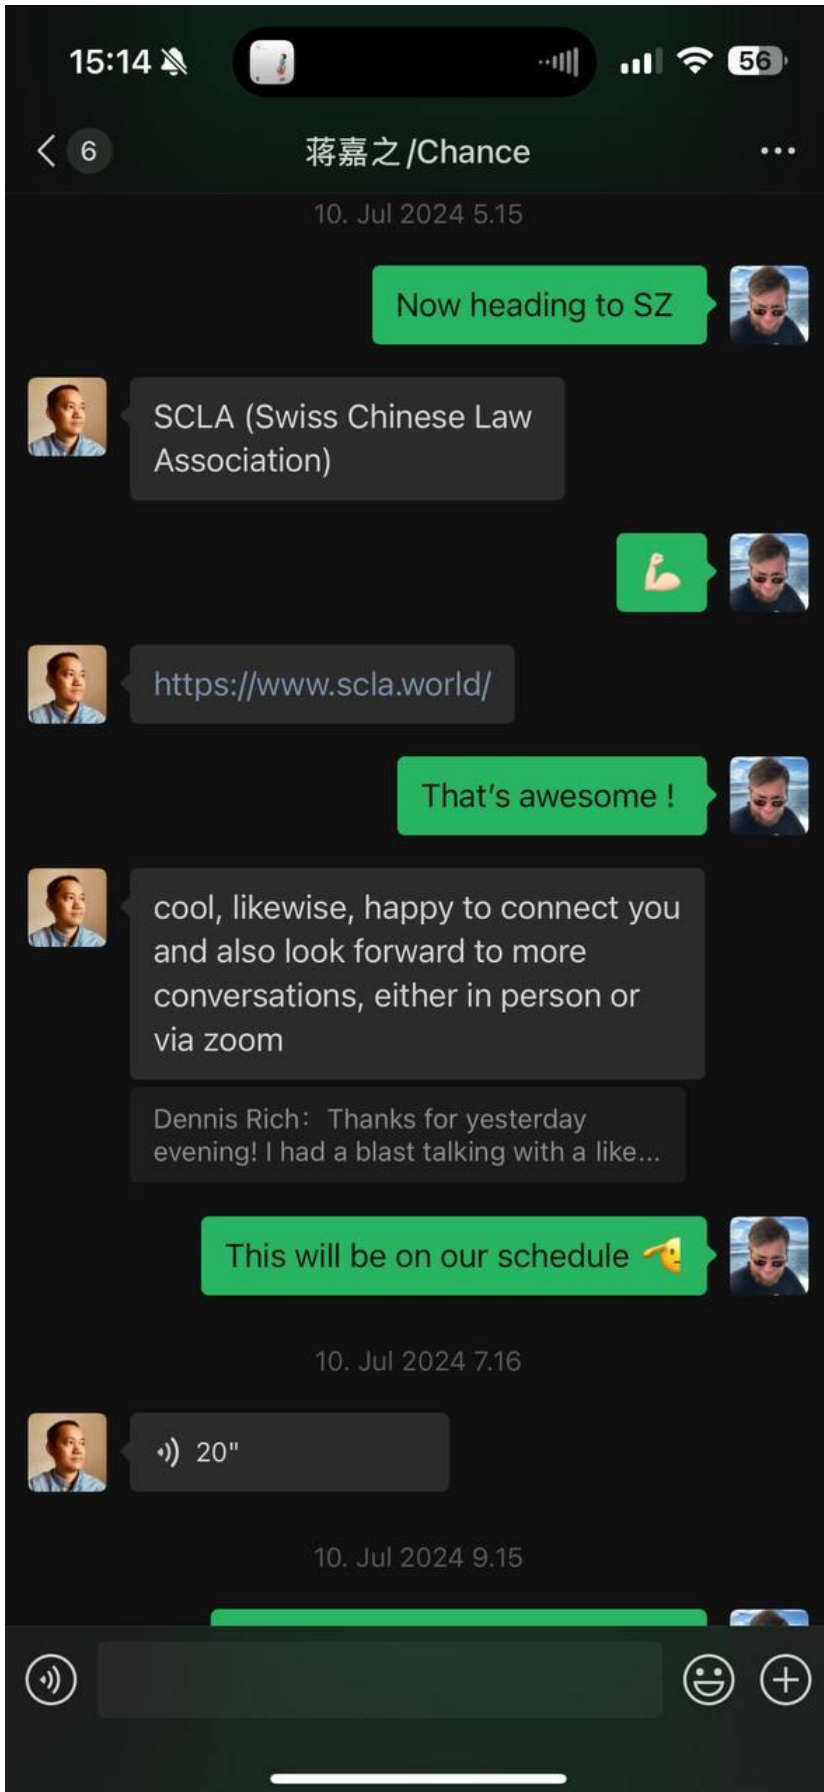 15:14
56
6
蒋嘉之/Chance
10. Jul 2024 5.15
Now heading to SZ
SCLA (Swiss Chinese Law
Association)
https://www.scla.world/
That's awesome !
cool, likewise, happy to connect you
and also look forward to more
conversations, either in person or
via zoom
Dennis Rich：Thanks for yesterday
evening! I had a blast talking with a like...
This will be on our schedule
10. Jul 2024 7.16
20"
10. Jul 2024 9.15